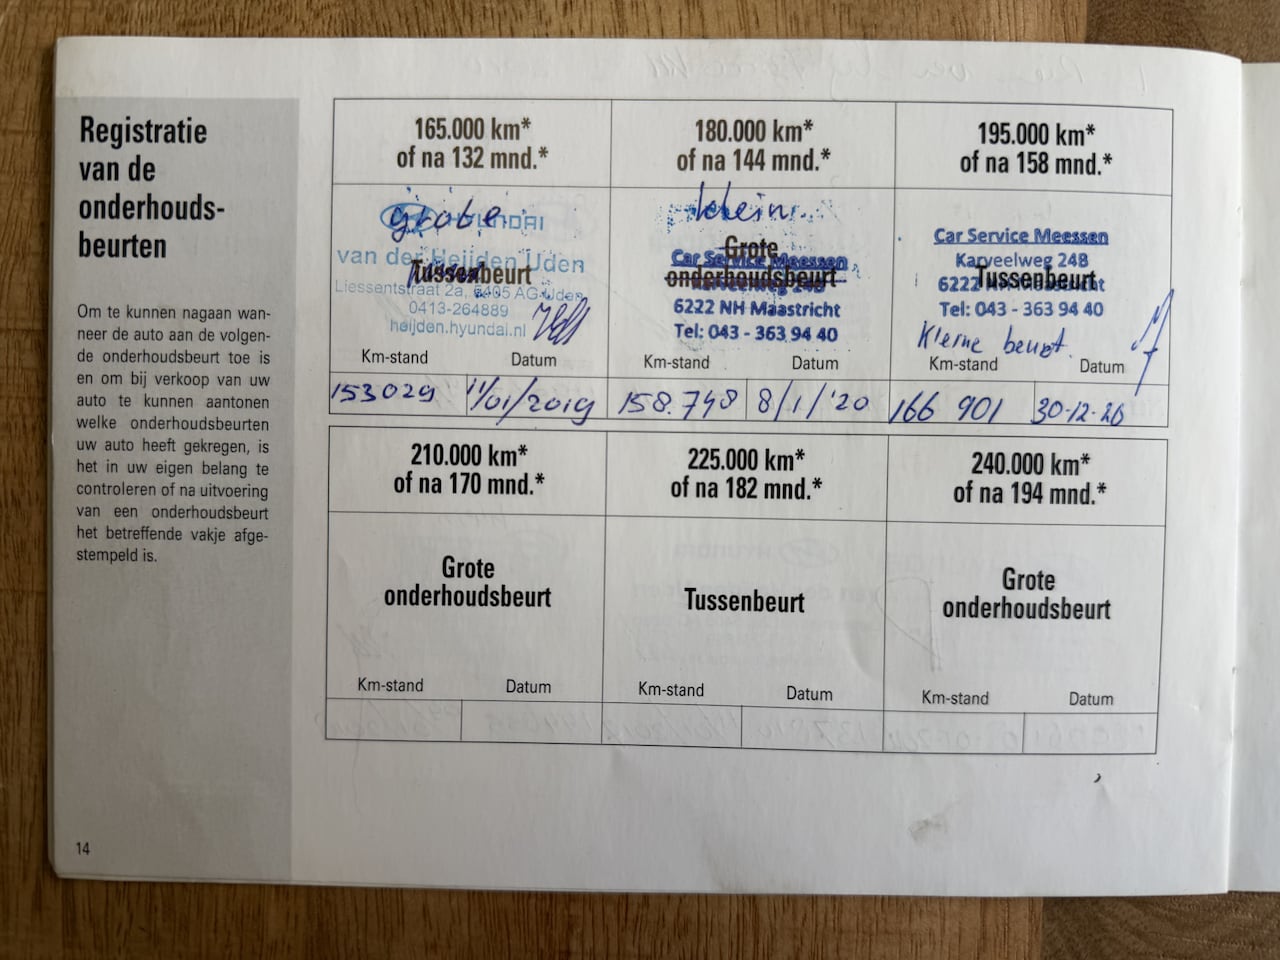 Registratie
van de
onderhouds-
beurten
Om te kunnen nagaan wan-
neer de auto aan de volgen-
de onderhoudsbeurt toe is
en om bij verkoop van uw
auto te kunnen aantonen
welke onderhoudsbeurten
uw auto heeft gekregen, is
het in uw eigen belang te
controleren of na uitvoering
van een onderhoudsbeurt
het betreffende vakje afge-
stempeld is.
14
165.000 km*
of na 132 mnd.*
grote
HYUNDAI
van der Heijden Uden
Tussenbeurt
Liessentstraat 2a, 5405 AG Uden
0413-264889
heijden.hyundai.nl
Km-stand Datum
153029 11/01/2019
180.000 km*
of na 144 mnd.*
klein
Grote
Car Service Meessen
onderhoudsbeurt
Karveelweg 24B
6222 NH Maastricht
Tel: 043 - 363 94 40
Km-stand Datum
158.748 8/1/'20
195.000 km*
of na 158 mnd.*
Car Service Meessen
Karveelweg 24B
Tussenbeurt
6222 NH Maastricht
Tel: 043 - 363 94 40
Kleine beurt
Km-stand Datum
166 901 30-12-20
210.000 km*
of na 170 mnd.*
Grote
onderhoudsbeurt
Km-stand Datum
225.000 km*
of na 182 mnd.*
Tussenbeurt
Km-stand Datum
240.000 km*
of na 194 mnd.*
Grote
onderhoudsbeurt
Km-stand Datum